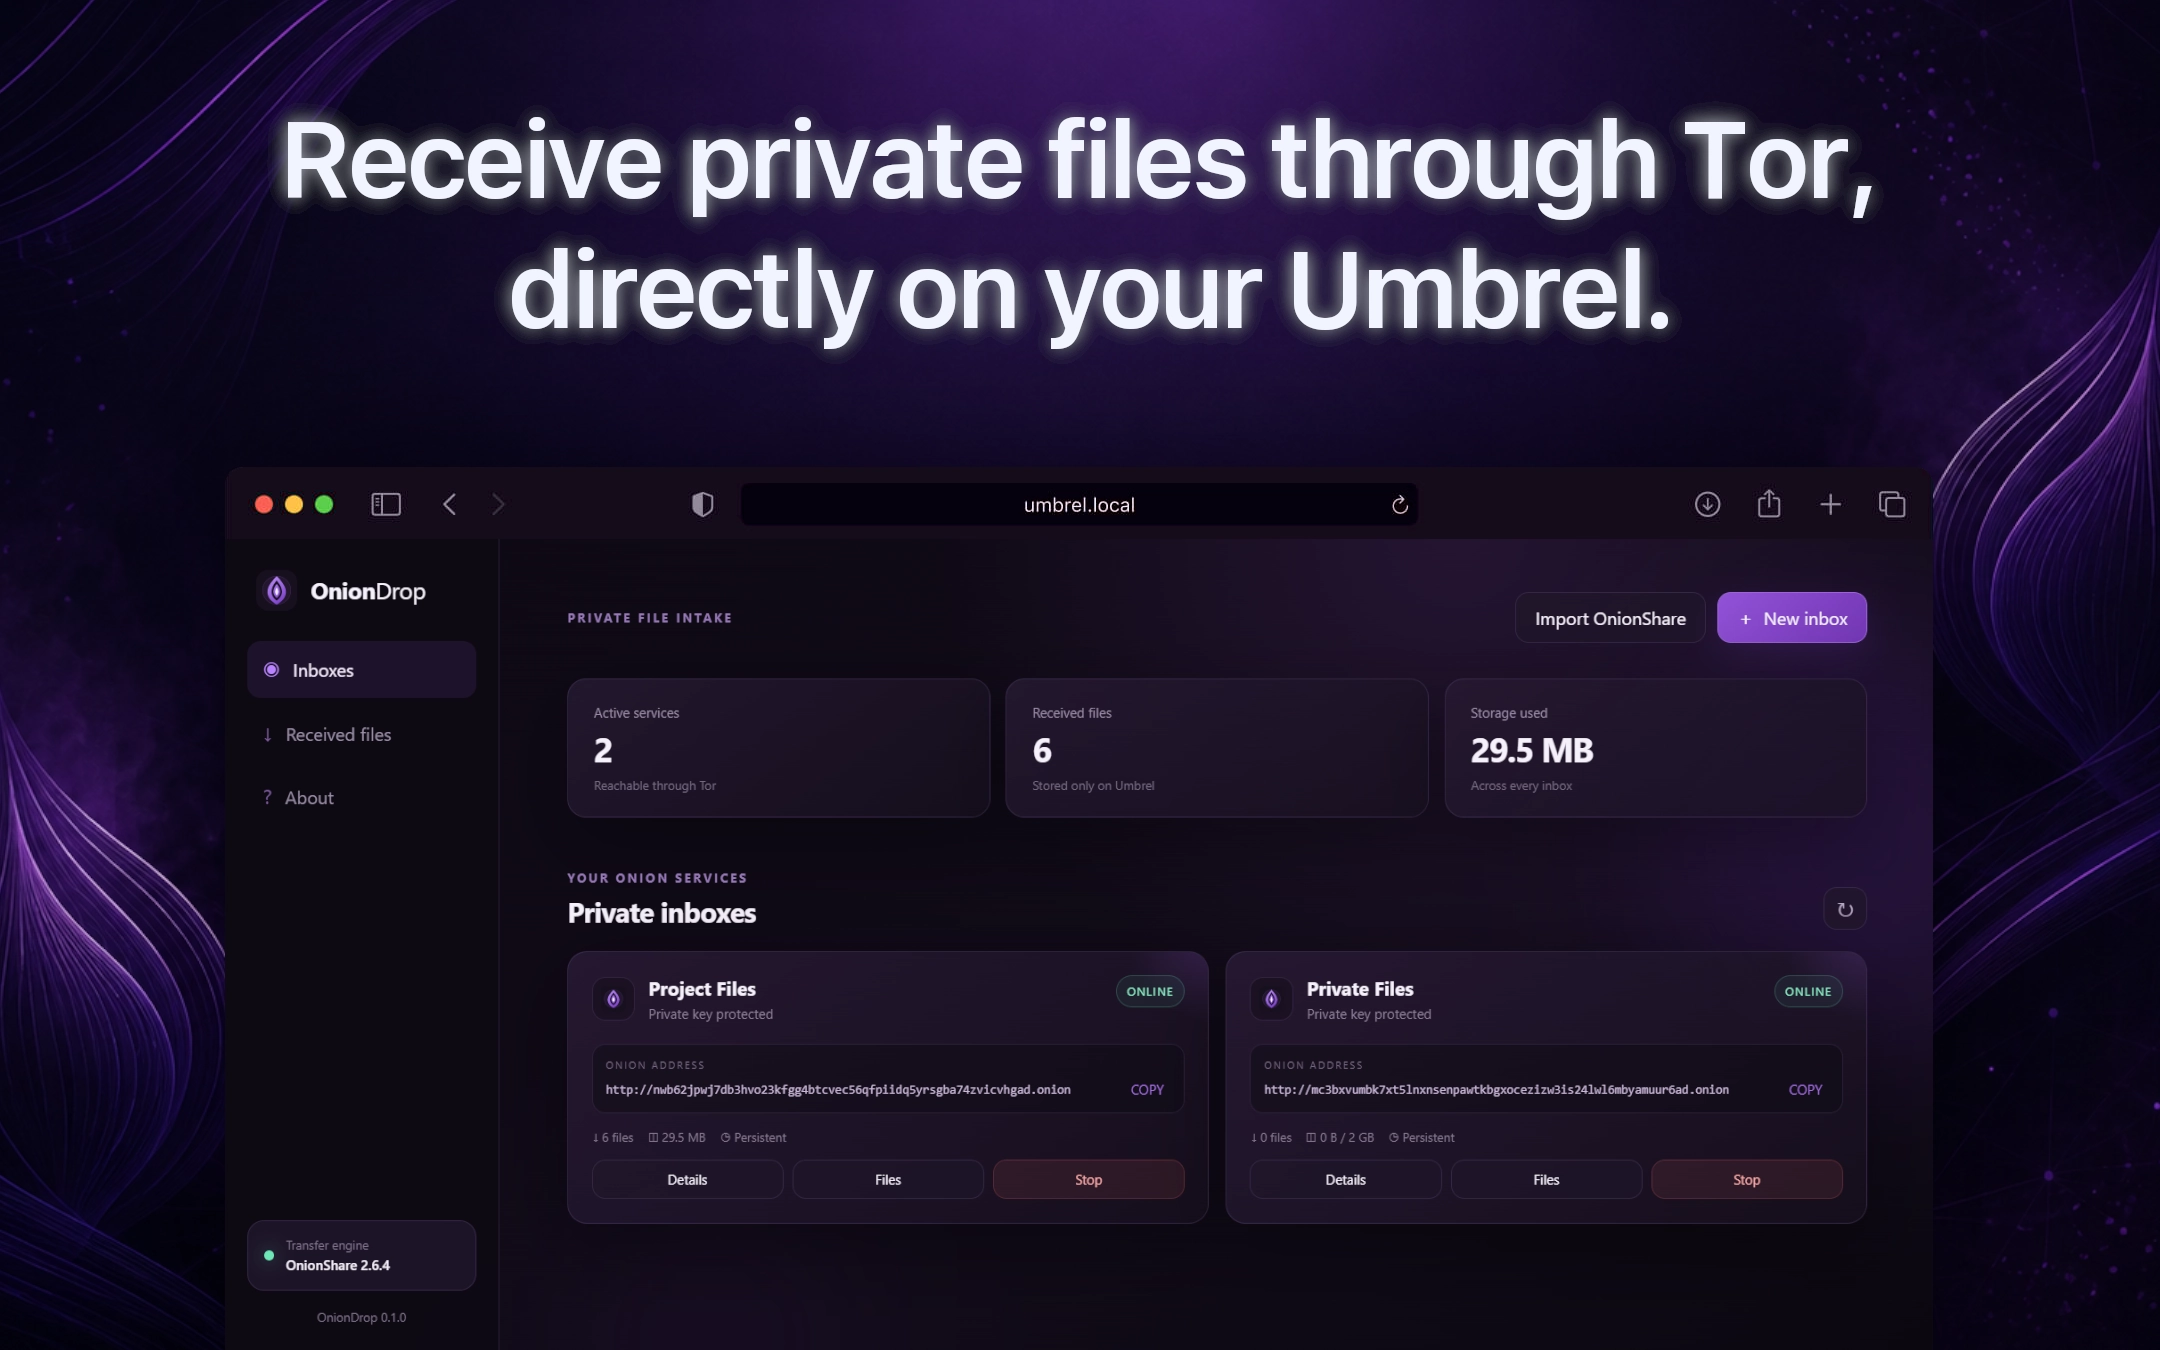 Receive private files through Tor,
directly on your Umbrel.
umbrel.local
OnionDrop
Inboxes
↓ Received files
? About
Transfer engine
OnionShare 2.6.4
OnionDrop 0.1.0
PRIVATE FILE INTAKE
Import OnionShare
+ New inbox
Active services
2
Reachable through Tor
Received files
6
Stored only on Umbrel
Storage used
29.5 MB
Across every inbox
YOUR ONION SERVICES
Private inboxes
↻
Project Files
Private key protected
ONLINE
ONION ADDRESS
http://nwb62jpwj7db3hvo23kfgg4btcvec56qfpiidq5yrsgba74zvicvhgad.onion
COPY
↓ 6 files ◫ 29.5 MB ◷ Persistent
Details
Files
Stop
Private Files
Private key protected
ONLINE
ONION ADDRESS
http://mc3bxvumbk7xt5lnxnsenpawtkbgxocezizw3is24lwl6mbyamuur6ad.onion
COPY
↓ 0 files ◫ 0 B / 2 GB ◷ Persistent
Details
Files
Stop